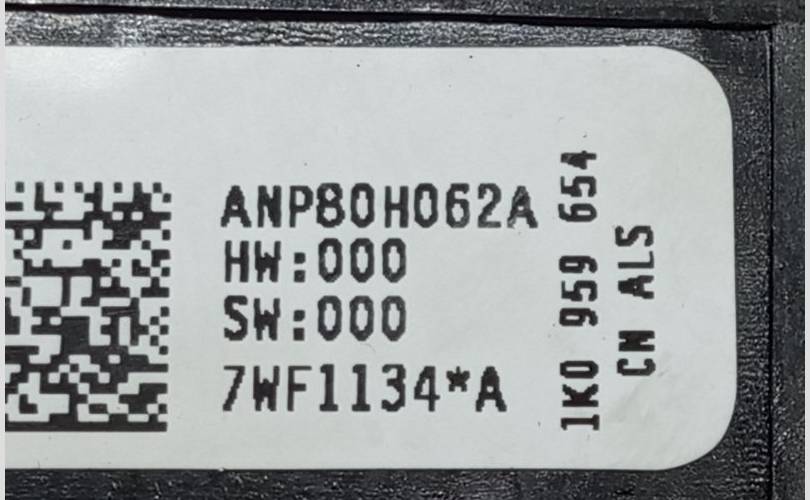 ANP80H062A
HW:000
SW:000
7WF1134*A
1K0 959 654
CN ALS